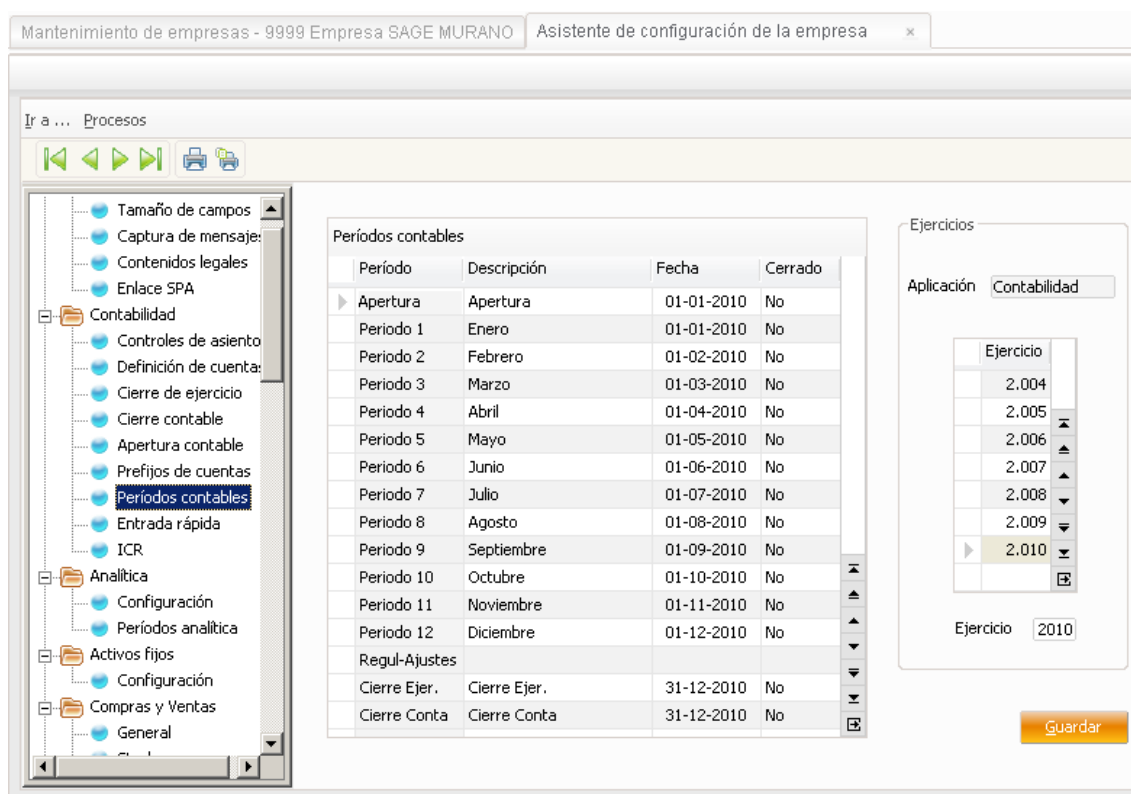 Mantenimiento de empresas - 9999 Empresa SAGE MURANO Asistente de configuración de la empresa ×
Ir a ... Procesos
Tamaño de campos
Captura de mensajes
Contenidos legales
Enlace SPA
Contabilidad
Controles de asiento
Definición de cuentas
Cierre de ejercicio
Cierre contable
Apertura contable
Prefijos de cuentas
Períodos contables
Entrada rápida
ICR
Analítica
Configuración
Períodos analítica
Activos fijos
Configuración
Compras y Ventas
General
Períodos contables
Período Descripción Fecha Cerrado
Apertura Apertura 01-01-2010 No
Periodo 1 Enero 01-01-2010 No
Periodo 2 Febrero 01-02-2010 No
Periodo 3 Marzo 01-03-2010 No
Periodo 4 Abril 01-04-2010 No
Periodo 5 Mayo 01-05-2010 No
Periodo 6 Junio 01-06-2010 No
Periodo 7 Julio 01-07-2010 No
Periodo 8 Agosto 01-08-2010 No
Periodo 9 Septiembre 01-09-2010 No
Periodo 10 Octubre 01-10-2010 No
Periodo 11 Noviembre 01-11-2010 No
Periodo 12 Diciembre 01-12-2010 No
Regul-Ajustes
Cierre Ejer. Cierre Ejer. 31-12-2010 No
Cierre Conta Cierre Conta 31-12-2010 No
Ejercicios
Aplicación Contabilidad
Ejercicio
2.004
2.005
2.006
2.007
2.008
2.009
2.010
Ejercicio 2010
Guardar